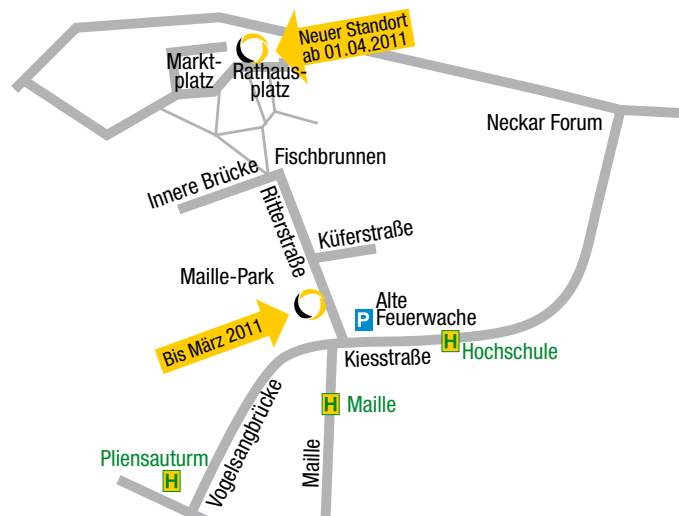 Neuer Standort
ab 01.04.2011
Markt-
platz
Rathaus-
platz
Neckar Forum
Fischbrunnen
Innere Brücke
Ritterstraße
Küferstraße
Maille-Park
Bis März 2011
P
Alte
Feuerwache
Kiesstraße
H
Hochschule
H
Maille
Vogelsangbrücke
Maille
Pliensauturm
H